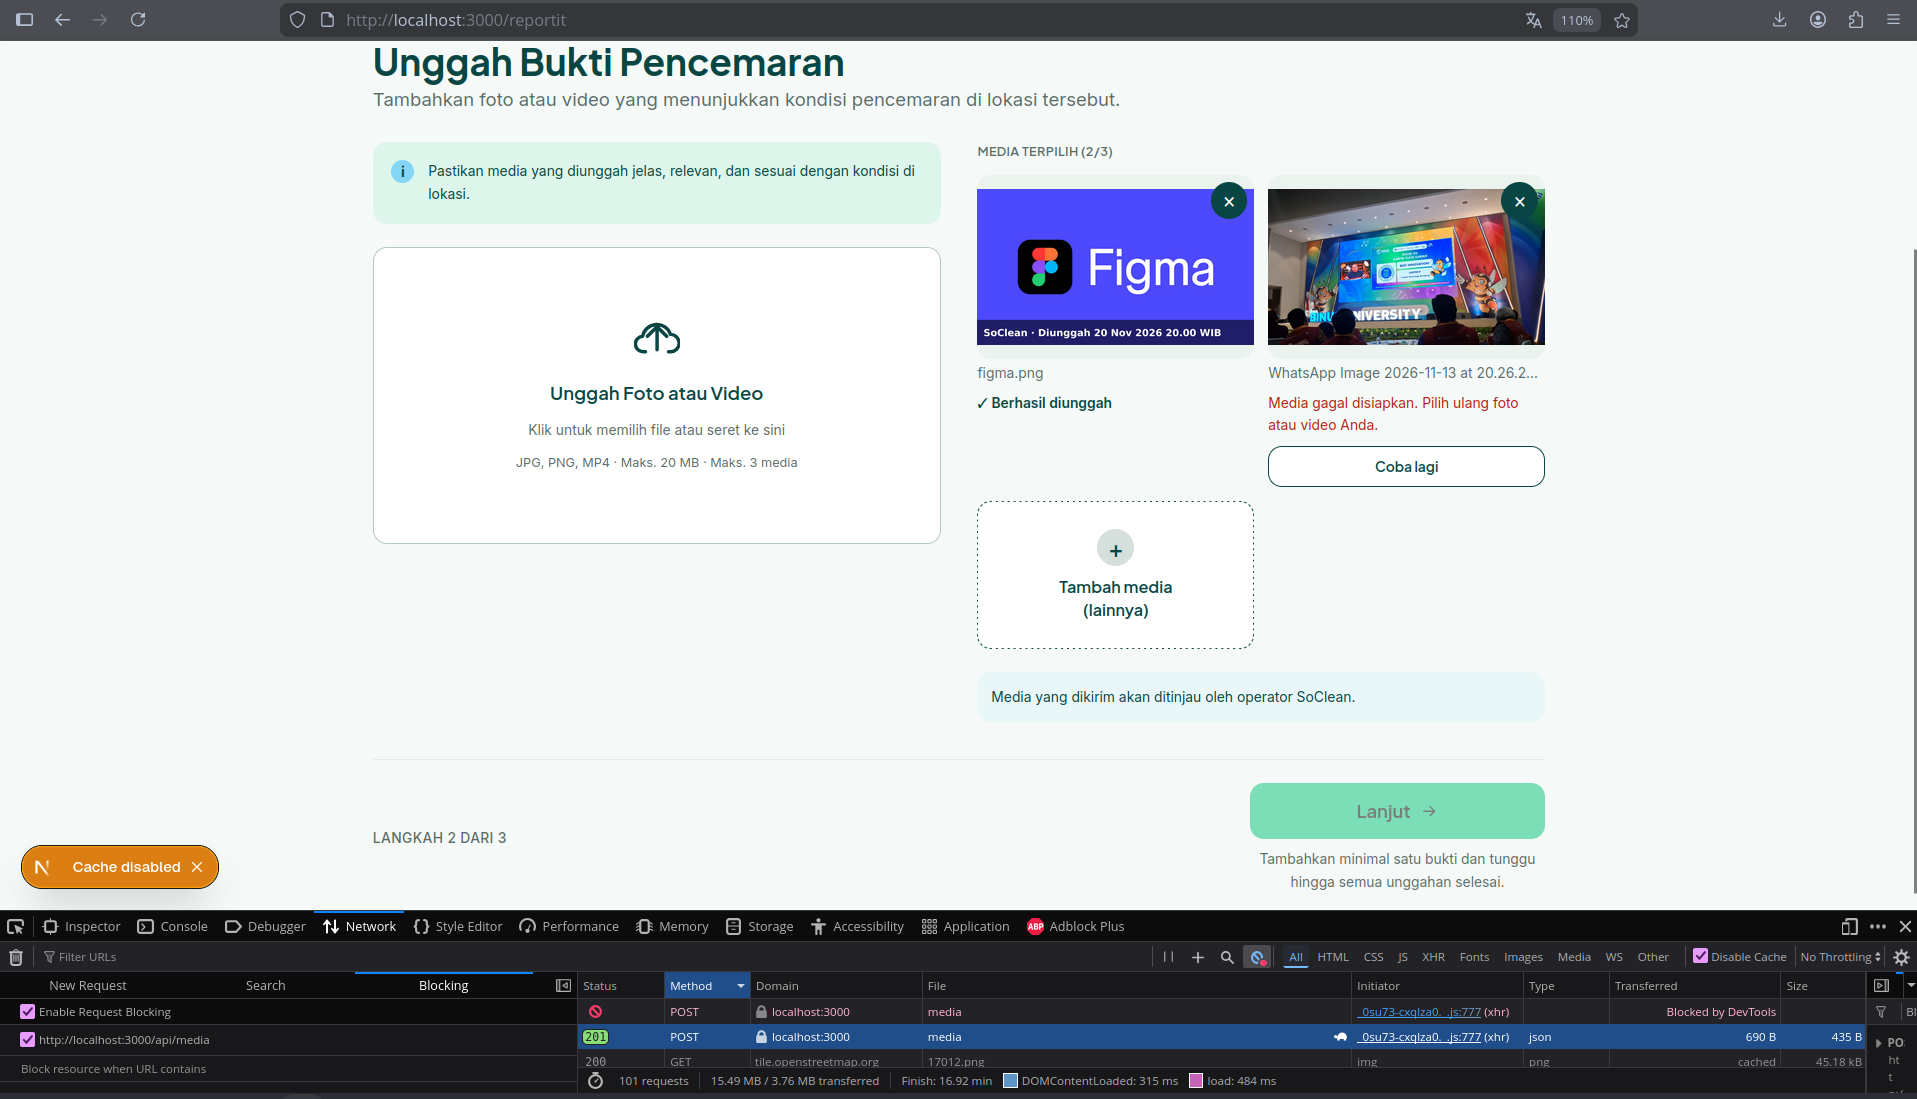 http://localhost:3000/reportit
110%
Unggah Bukti Pencemaran
Tambahkan foto atau video yang menunjukkan kondisi pencemaran di lokasi tersebut.
i
Pastikan media yang diunggah jelas, relevan, dan sesuai dengan kondisi di
lokasi.
Unggah Foto atau Video
Klik untuk memilih file atau seret ke sini
JPG, PNG, MP4 · Maks. 20 MB · Maks. 3 media
MEDIA TERPILIH (2/3)
Figma
SoClean · Diunggah 20 Nov 2026 20.00 WIB
figma.png
✓ Berhasil diunggah
WhatsApp Image 2026-11-13 at 20.26.2...
Media gagal disiapkan. Pilih ulang foto
atau video Anda.
Coba lagi
+
Tambah media
(lainnya)
Media yang dikirim akan ditinjau oleh operator SoClean.
LANGKAH 2 DARI 3
Lanjut →
Tambahkan minimal satu bukti dan tunggu
hingga semua unggahan selesai.
N Cache disabled ×
Inspector Console Debugger Network Style Editor Performance Memory Storage Accessibility Application ABP Adblock Plus
Filter URLs
All HTML CSS JS XHR Fonts Images Media WS Other Disable Cache No Throttling
New Request Search Blocking
Enable Request Blocking
http://localhost:3000/api/media
Block resource when URL contains
Status Method Domain File Initiator Type Transferred Size
POST localhost:3000 media _0su73-cxqlza0. .js:777 (xhr) Blocked by DevTools
201 POST localhost:3000 media _0su73-cxqlza0. .js:777 (xhr) json 690 B 435 B
200 GET tile.openstreetmap.org 17012.png img png cached 45.18 kB
101 requests 15.49 MB / 3.76 MB transferred Finish: 16.92 min DOMContentLoaded: 315 ms load: 484 ms